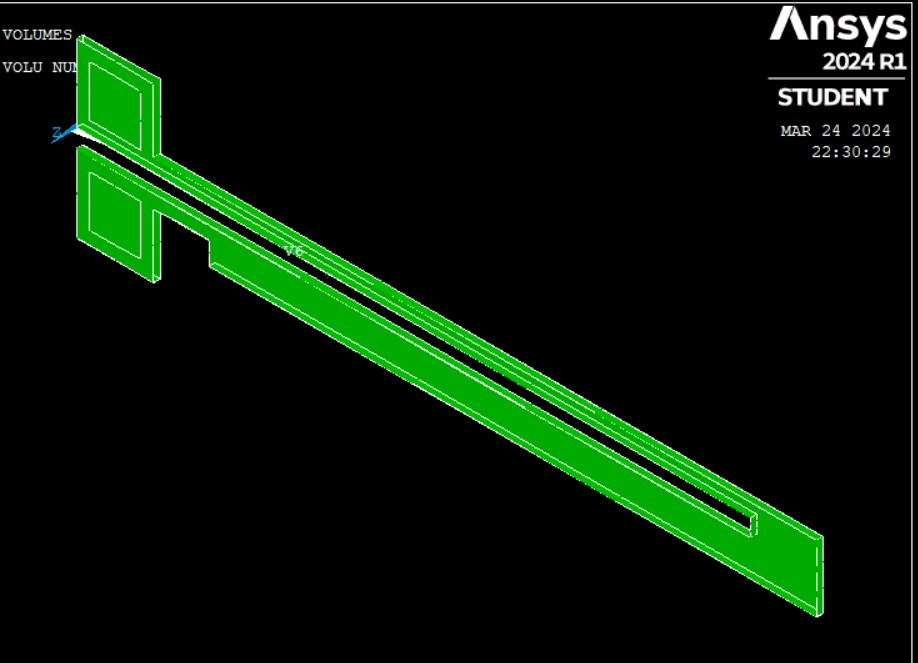 VOLUMES
VOLU NUM
Z
V6
Ansys
2024 R1
STUDENT
MAR 24 2024
22:30:29